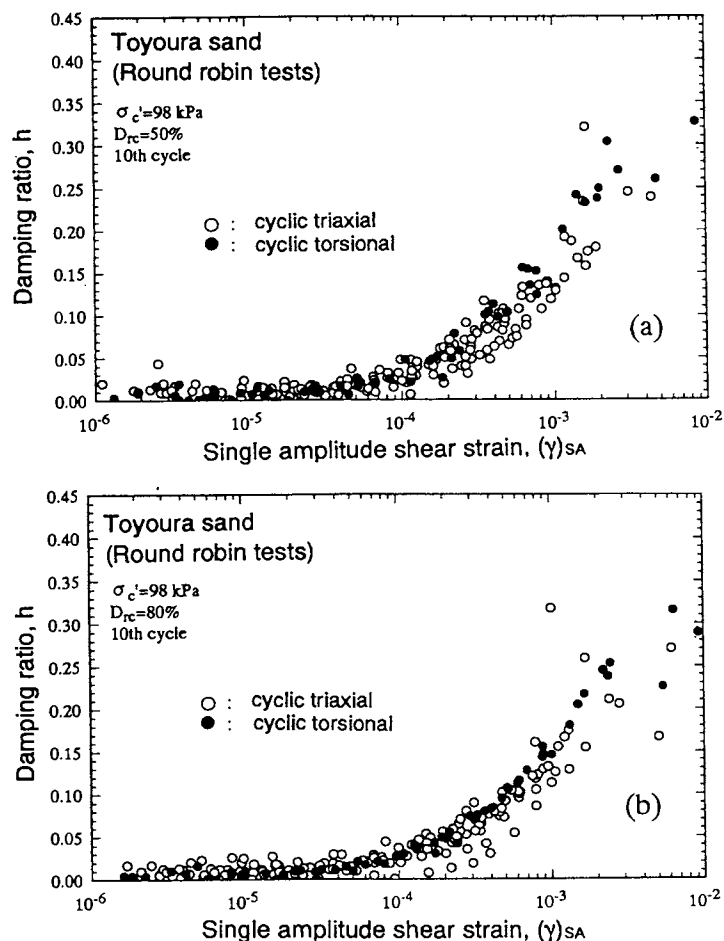 0.45
0.40
0.35
0.30
0.25
0.20
0.15
0.10
0.05
0.00
Damping ratio, h
Toyoura sand
(Round robin tests)
σc'=98 kPa
Drc=50%
10th cycle
○ : cyclic triaxial
● : cyclic torsional
(a)
10-6 10-5 10-4 10-3 10-2
Single amplitude shear strain, (γ)SA
0.45
0.40
0.35
0.30
0.25
0.20
0.15
0.10
0.05
0.00
Damping ratio, h
Toyoura sand
(Round robin tests)
σc'=98 kPa
Drc=80%
10th cycle
○ : cyclic triaxial
● : cyclic torsional
(b)
10-6 10-5 10-4 10-3 10-2
Single amplitude shear strain, (γ)SA